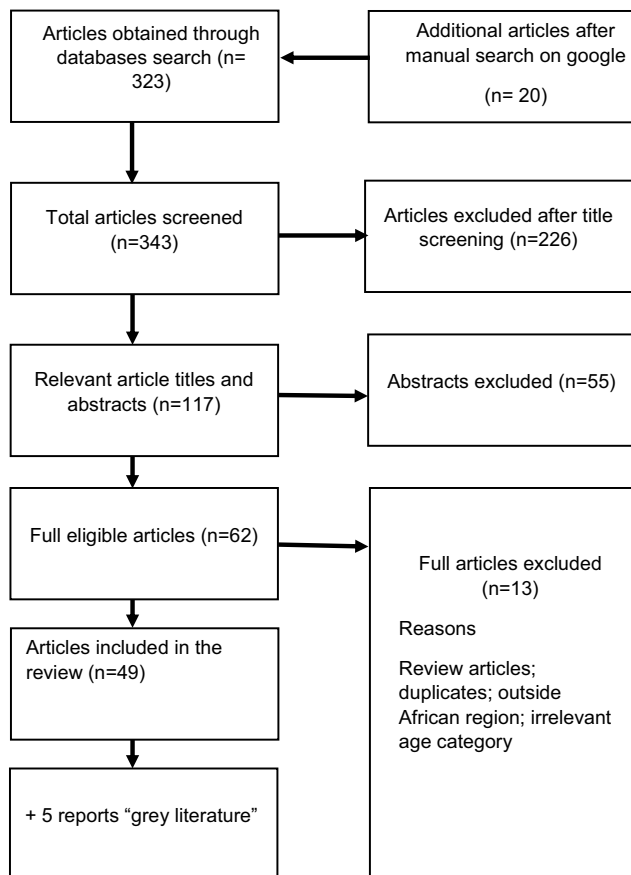 Articles obtained through
databases search (n=
323)
Additional articles after
manual search on google
(n= 20)
Total articles screened
(n=343)
Articles excluded after title
screening (n=226)
Relevant article titles and
abstracts (n=117)
Abstracts excluded (n=55)
Full eligible articles (n=62)
Full articles excluded
(n=13)
Reasons
Review articles;
duplicates; outside
African region; irrelevant
age category
Articles included in the
review (n=49)
+ 5 reports “grey literature”